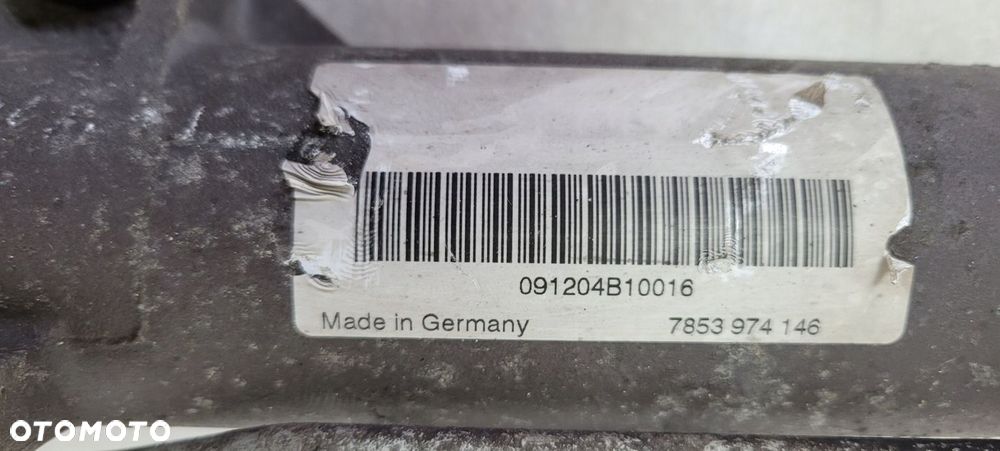 091204B10016
Made in Germany 7853 974 146
OTOMOTO